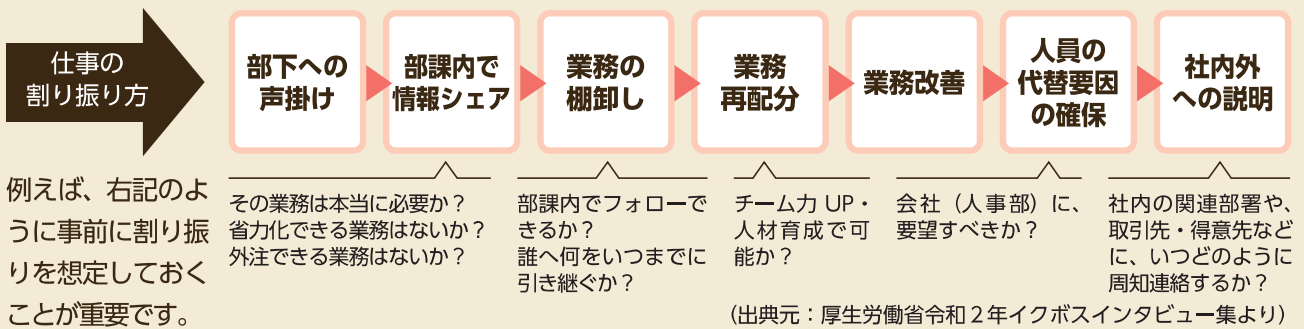 仕事の
割り振り方
部下への
声掛け
部課内で
情報シェア
業務の
棚卸し
業務
再配分
業務改善
人員の
代替要因
の確保
社内外
への説明
例えば、右記のよ
うに事前に割り振
りを想定しておく
ことが重要です。
その業務は本当に必要か？
省力化できる業務はないか？
外注できる業務はないか？
部課内でフォローで
きるか？
誰へ何をいつまでに
引き継ぐか？
チーム力 UP・
人材育成で可
能か？
会社（人事部）に、
要望すべきか？
社内の関連部署や、
取引先・得意先など
に、いつどのように
周知連絡するか？
（出典元：厚生労働省令和２年イクボスインタビュー集より）